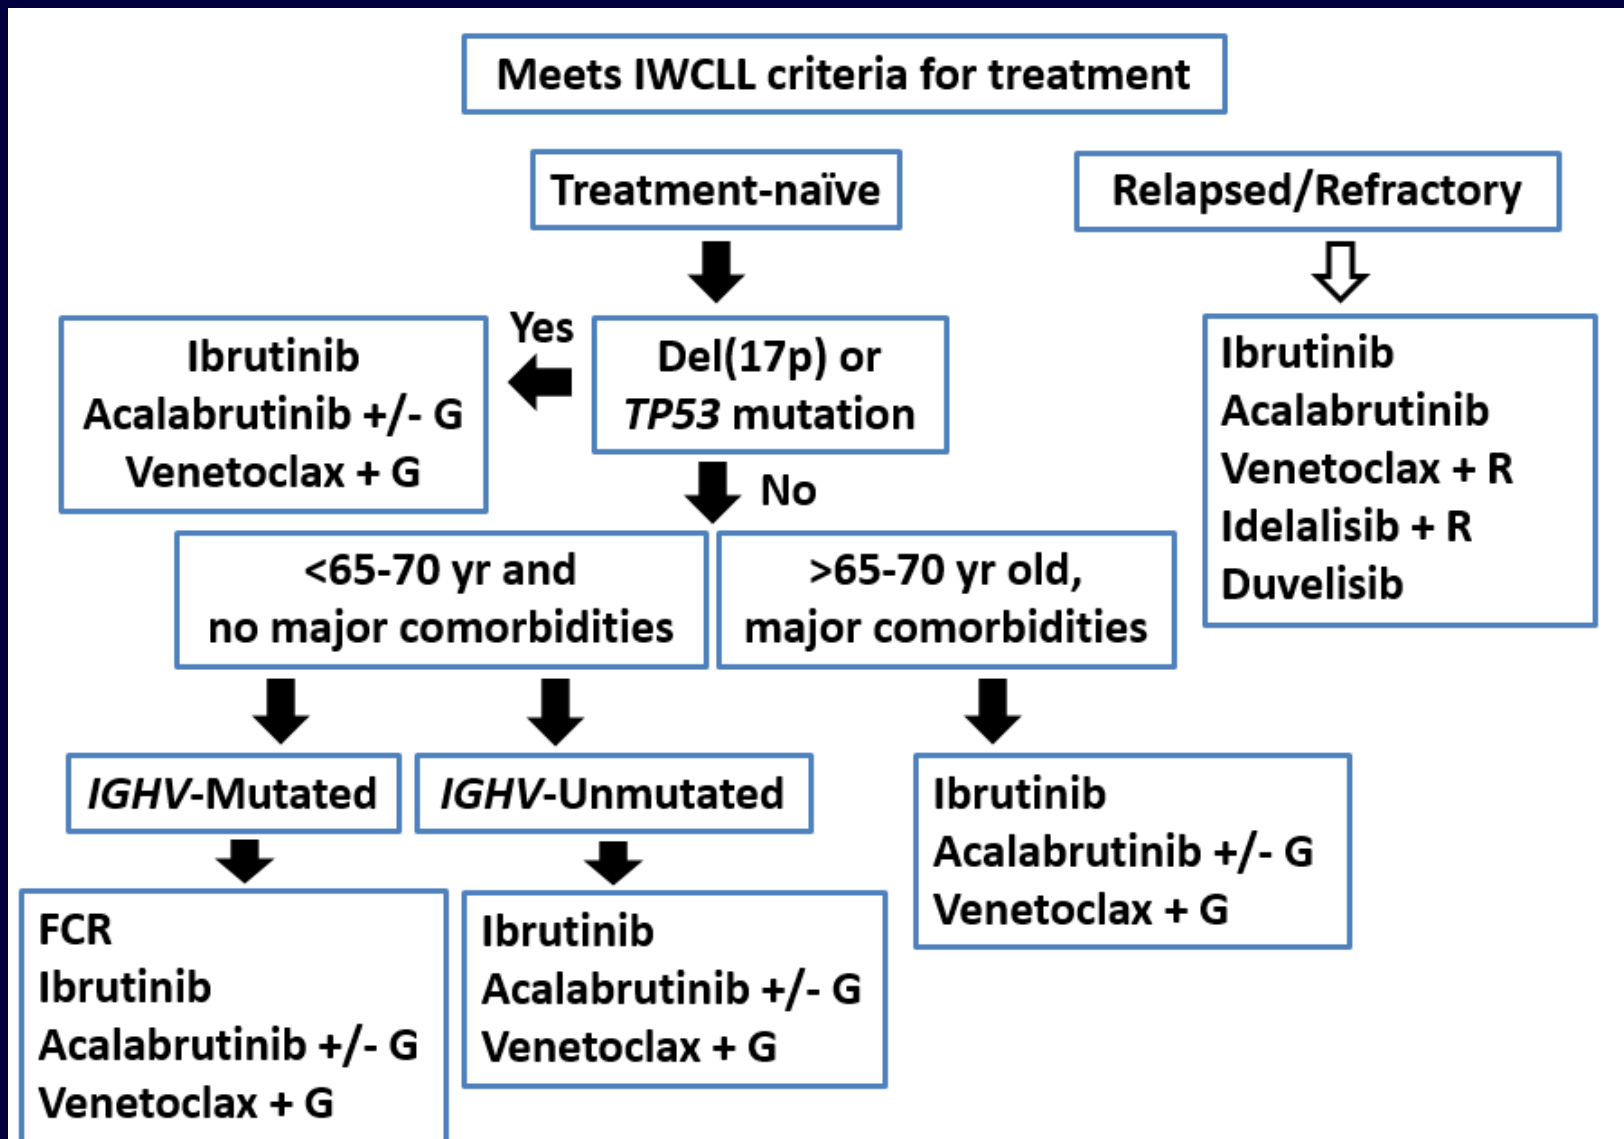 Meets IWCLL criteria for treatment
Treatment-naïve
Relapsed/Refractory
Yes
Ibrutinib
Acalabrutinib +/- G
Venetoclax + G
Del(17p) or
TP53 mutation
Ibrutinib
Acalabrutinib
Venetoclax + R
Idelalisib + R
Duvelisib
No
<65-70 yr and
no major comorbidities
>65-70 yr old,
major comorbidities
IGHV-Mutated
IGHV-Unmutated
Ibrutinib
Acalabrutinib +/- G
Venetoclax + G
FCR
Ibrutinib
Acalabrutinib +/- G
Venetoclax + G
Ibrutinib
Acalabrutinib +/- G
Venetoclax + G